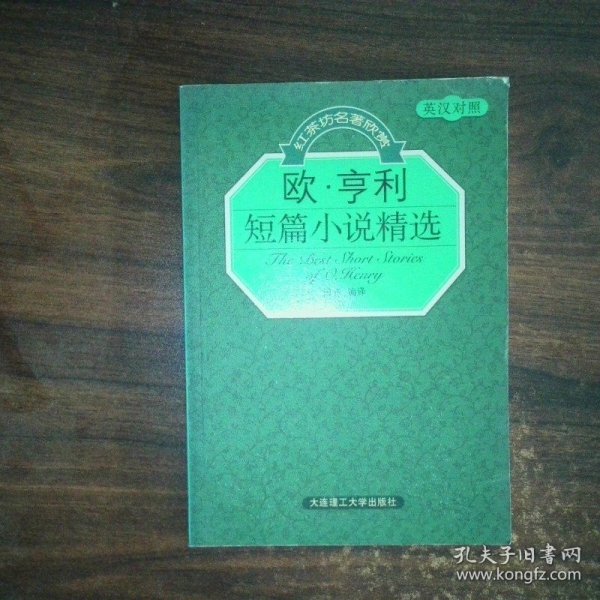 英汉对照
红茶坊名著欣赏
欧·亨利
短篇小说精选
The Best Short Stories
of O.Henry
编译
大连理工大学出版社
孔夫子旧书网
www.kongfz.com